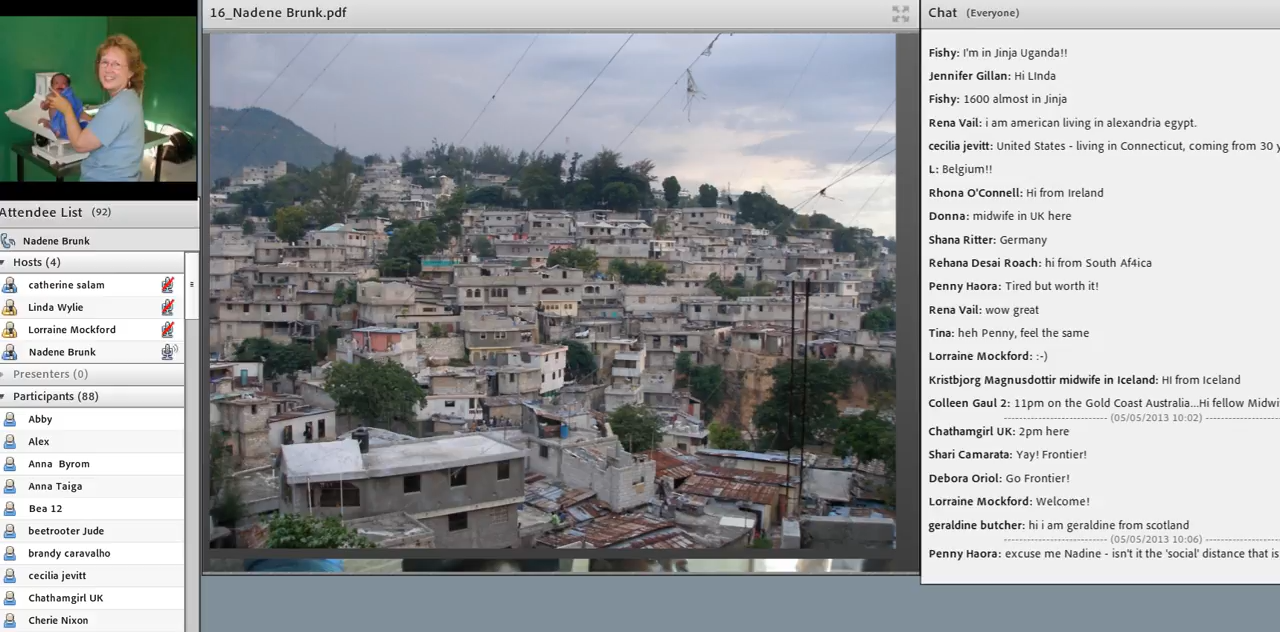 Attendee List (92)
Nadene Brunk
Hosts (4)
catherine salam
Linda Wylie
Lorraine Mockford
Nadene Brunk
Presenters (0)
Participants (88)
Abby
Alex
Anna Byrom
Anna Taiga
Bea 12
beetrooter Jude
brandy caravalho
cecilia jevitt
Chathamgirl UK
Cherie Nixon
16_Nadene Brunk.pdf
Chat (Everyone)
Fishy: I'm in Jinja Uganda!!
Jennifer Gillan: Hi LInda
Fishy: 1600 almost in Jinja
Rena Vail: i am american living in alexandria egypt.
cecilia jevitt: United States - living in Connecticut, coming from 30 y
L: Belgium!!
Rhona O'Connell: Hi from Ireland
Donna: midwife in UK here
Shana Ritter: Germany
Rehana Desai Roach: hi from South Af4ica
Penny Haora: Tired but worth it!
Rena Vail: wow great
Tina: heh Penny, feel the same
Lorraine Mockford: :-)
Kristbjorg Magnusdottir midwife in Iceland: HI from Iceland
Colleen Gaul 2: 11pm on the Gold Coast Australia...Hi fellow Midwi
(05/05/2013 10:02)
Chathamgirl UK: 2pm here
Shari Camarata: Yay! Frontier!
Debora Oriol: Go Frontier!
Lorraine Mockford: Welcome!
geraldine butcher: hi i am geraldine from scotland
(05/05/2013 10:06)
Penny Haora: excuse me Nadine - isn't it the 'social' distance that is